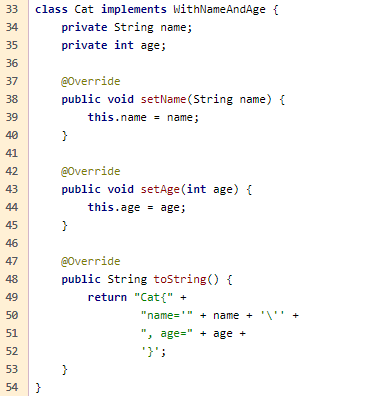 33 class Cat implements WithNameAndAge {
34     private String name;
35     private int age;
36
37     @Override
38     public void setName(String name) {
39         this.name = name;
40     }
41
42     @Override
43     public void setAge(int age) {
44         this.age = age;
45     }
46
47     @Override
48     public String toString() {
49         return "Cat{" +
50                 "name='" + name + '\'' +
51                 ", age=" + age +
52                 '}';
53     }
54 }